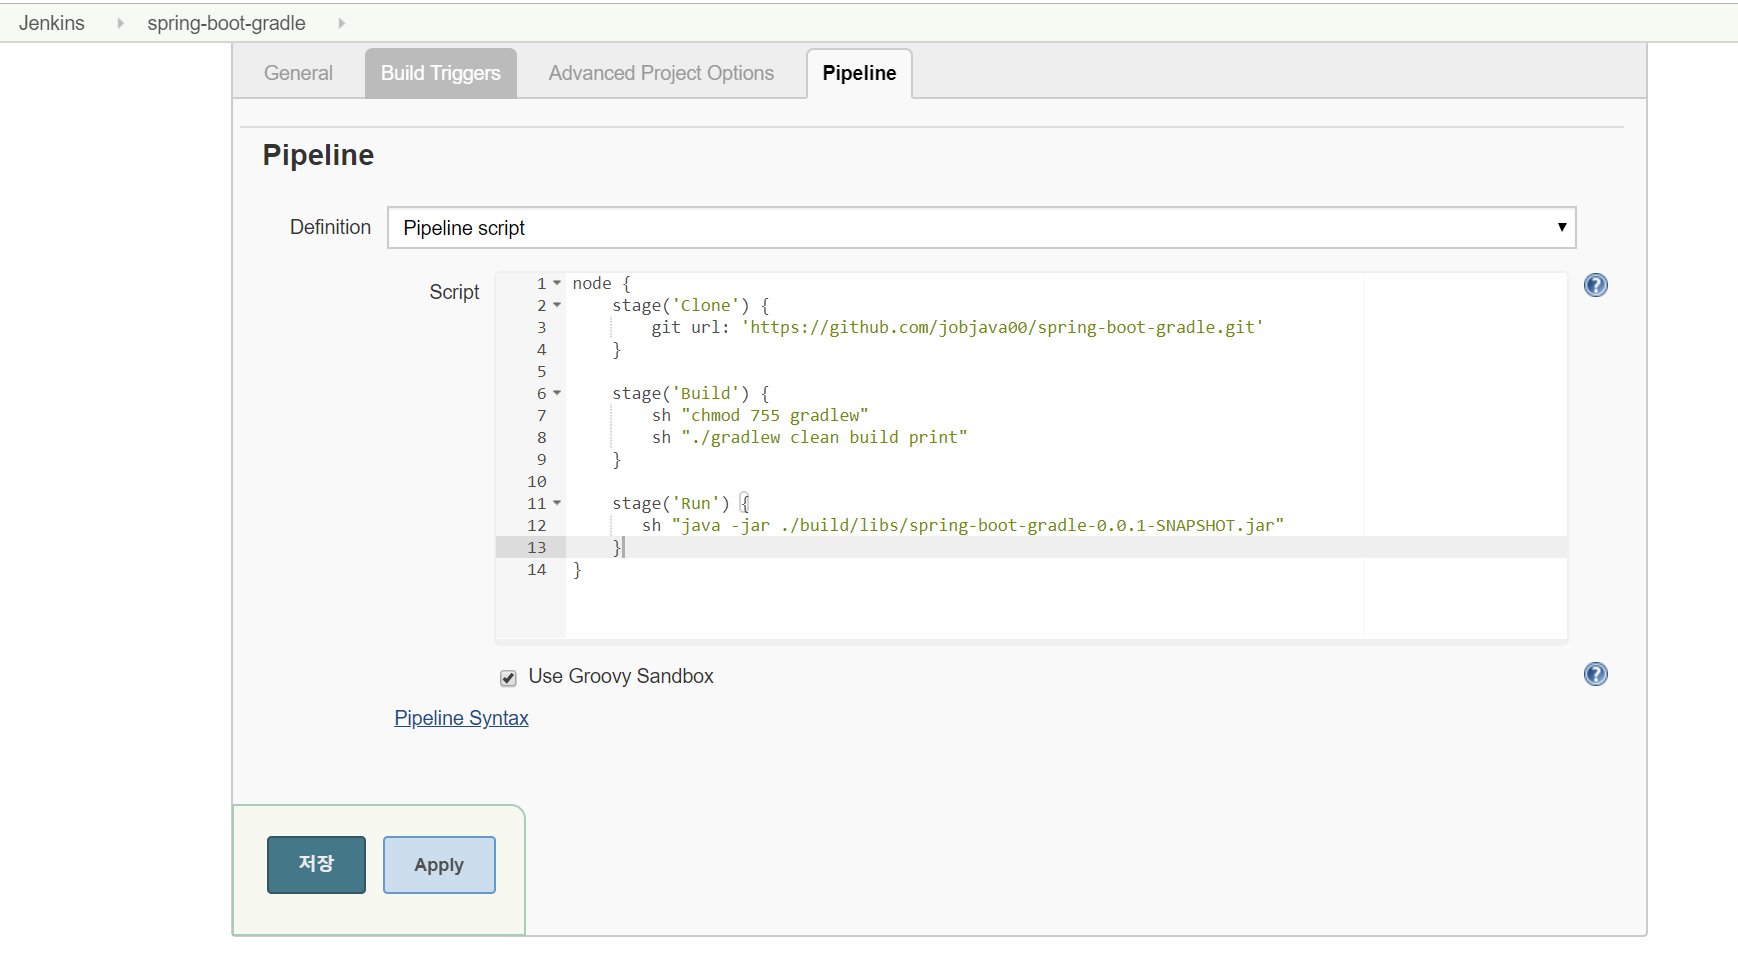 Jenkins spring-boot-gradle
General Build Triggers Advanced Project Options Pipeline
Pipeline
Definition Pipeline script
Script
1 node {
2     stage('Clone') {
3         git url: 'https://github.com/jobjava00/spring-boot-gradle.git'
4     }
5
6     stage('Build') {
7         sh "chmod 755 gradlew"
8         sh "./gradlew clean build print"
9     }
10
11     stage('Run') {
12        sh "java -jar ./build/libs/spring-boot-gradle-0.0.1-SNAPSHOT.jar"
13     }
14 }
Use Groovy Sandbox
Pipeline Syntax
저장 Apply